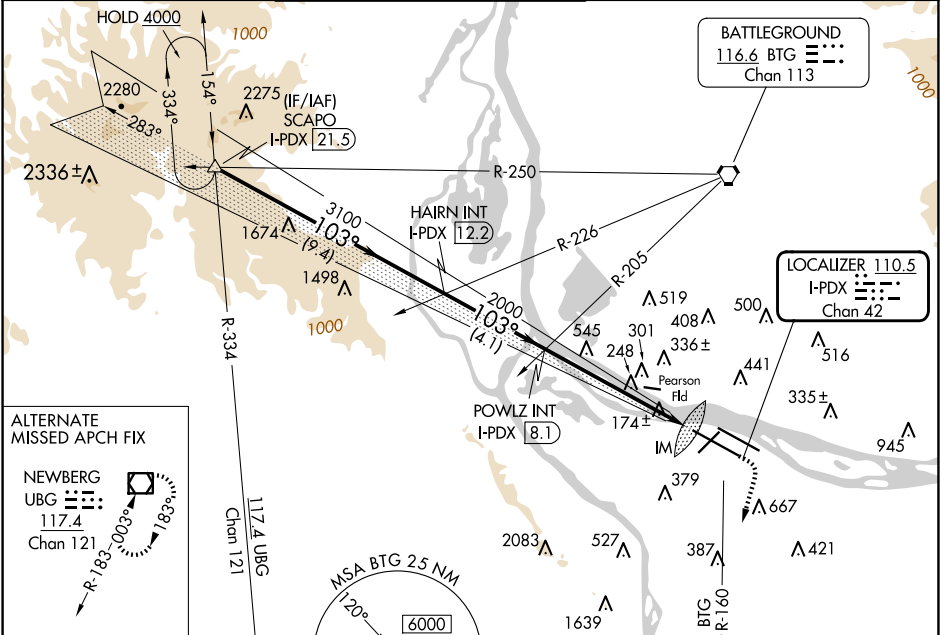 HOLD 4000
1000
BATTLEGROUND
116.6 BTG
Chan 113
1000
154°
334°
2280
283°
2275
(IF/IAF)
SCAPO
I-PDX 21.5
2336 ±
R-250
3100
103°
(9.4)
1674
HAIRN INT
I-PDX 12.2
R-226
R-205
1498
1000
2000
103°
(4.1)
LOCALIZER 110.5
I-PDX
Chan 42
519
408
500
545
301
248
336 ±
516
441
Pearson
Fld
335 ±
174 ±
945
IM
POWLZ INT
I-PDX 8.1
R-334
117.4 UBG
Chan 121
379
667
2083
527
387
421
1639
BTG
R-160
ALTERNATE
MISSED APCH FIX
NEWBERG
UBG
117.4
Chan 121
183°
R-183
003°
MSA BTG 25 NM
120°
6000